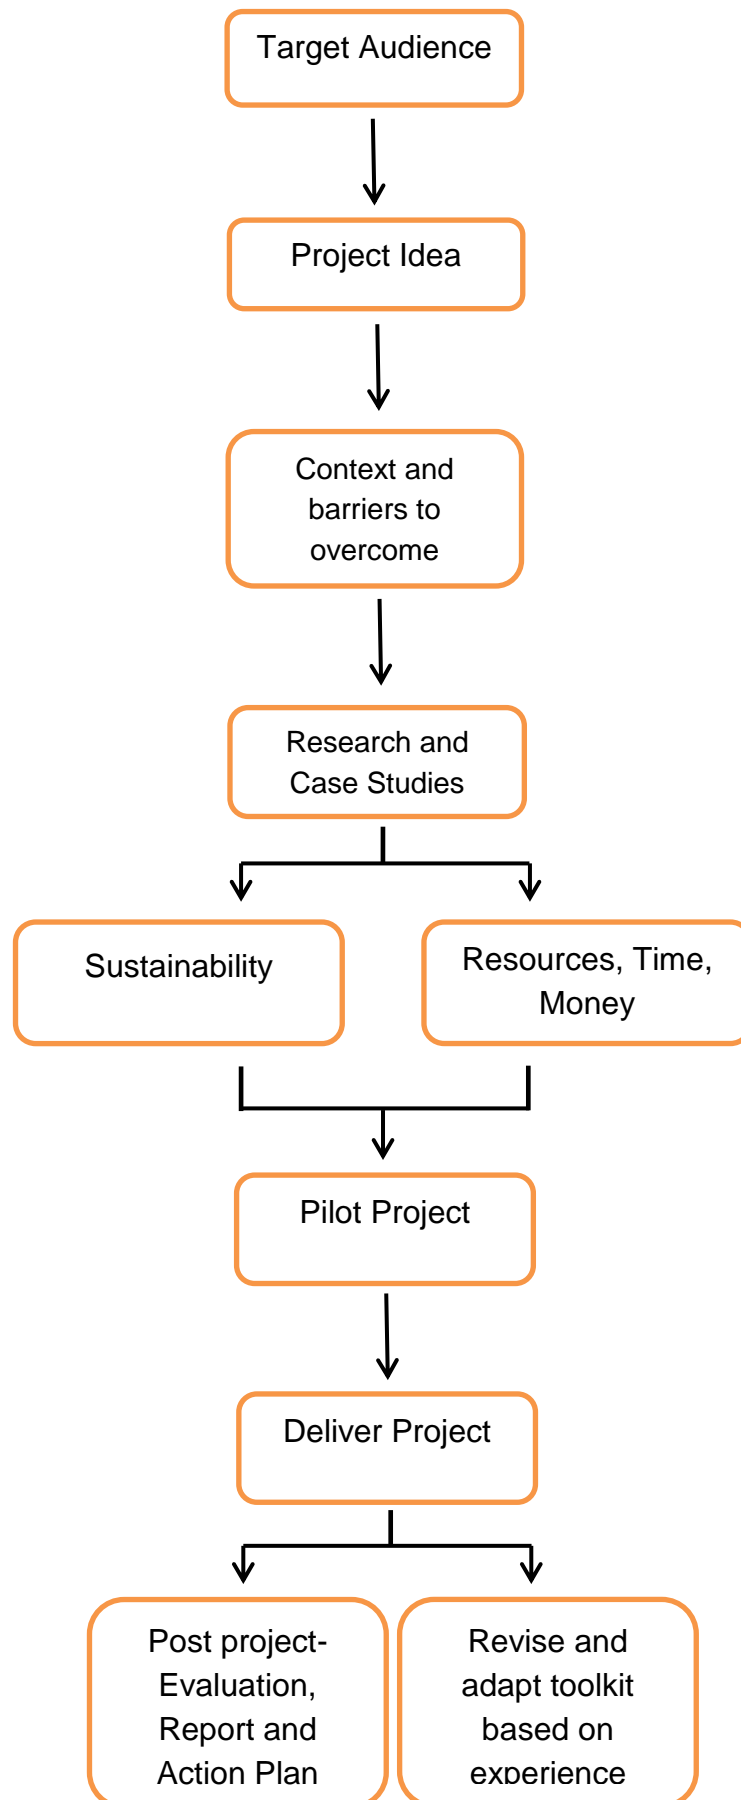 Target Audience
Project Idea
Context and
barriers to
overcome
Research and
Case Studies
Sustainability
Resources, Time,
Money
Pilot Project
Deliver Project
Post project-
Evaluation,
Report and
Action Plan
Revise and
adapt toolkit
based on
experience